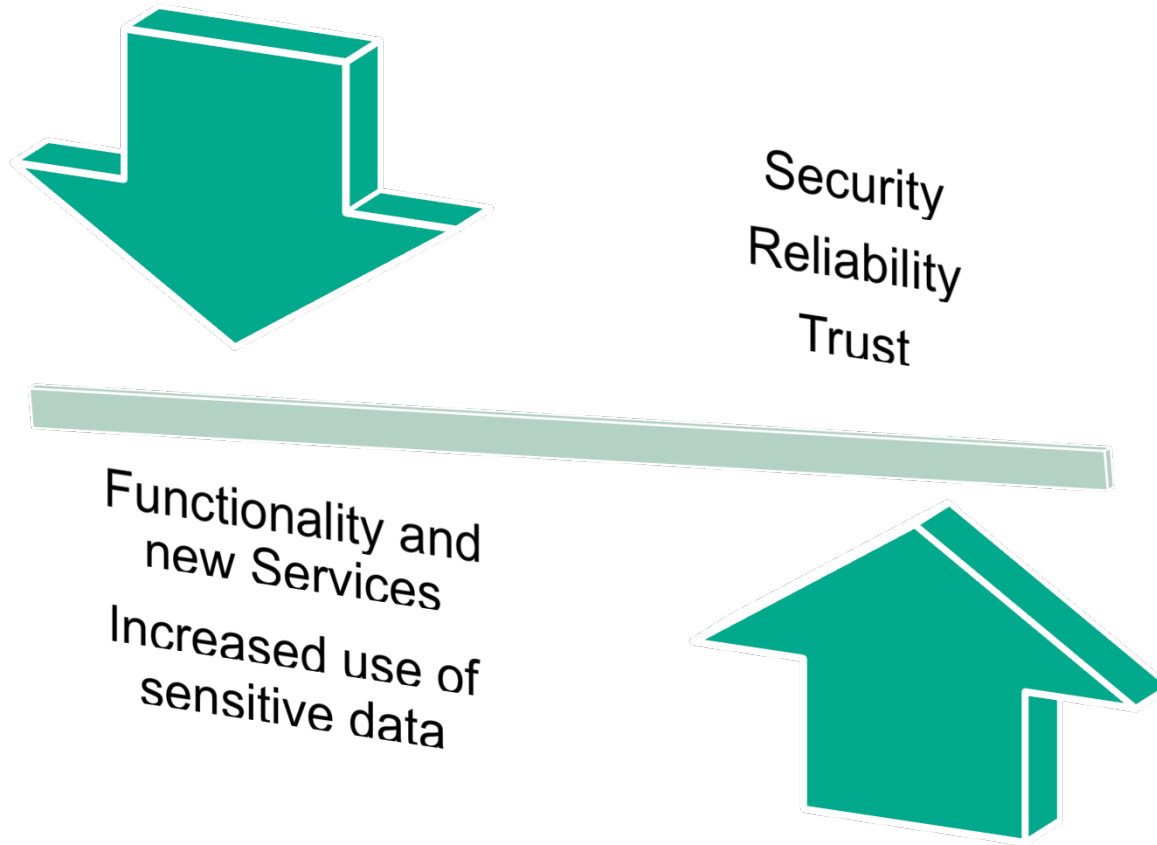 Security
Reliability
Trust
Functionality and
new Services
Increased use of
sensitive data